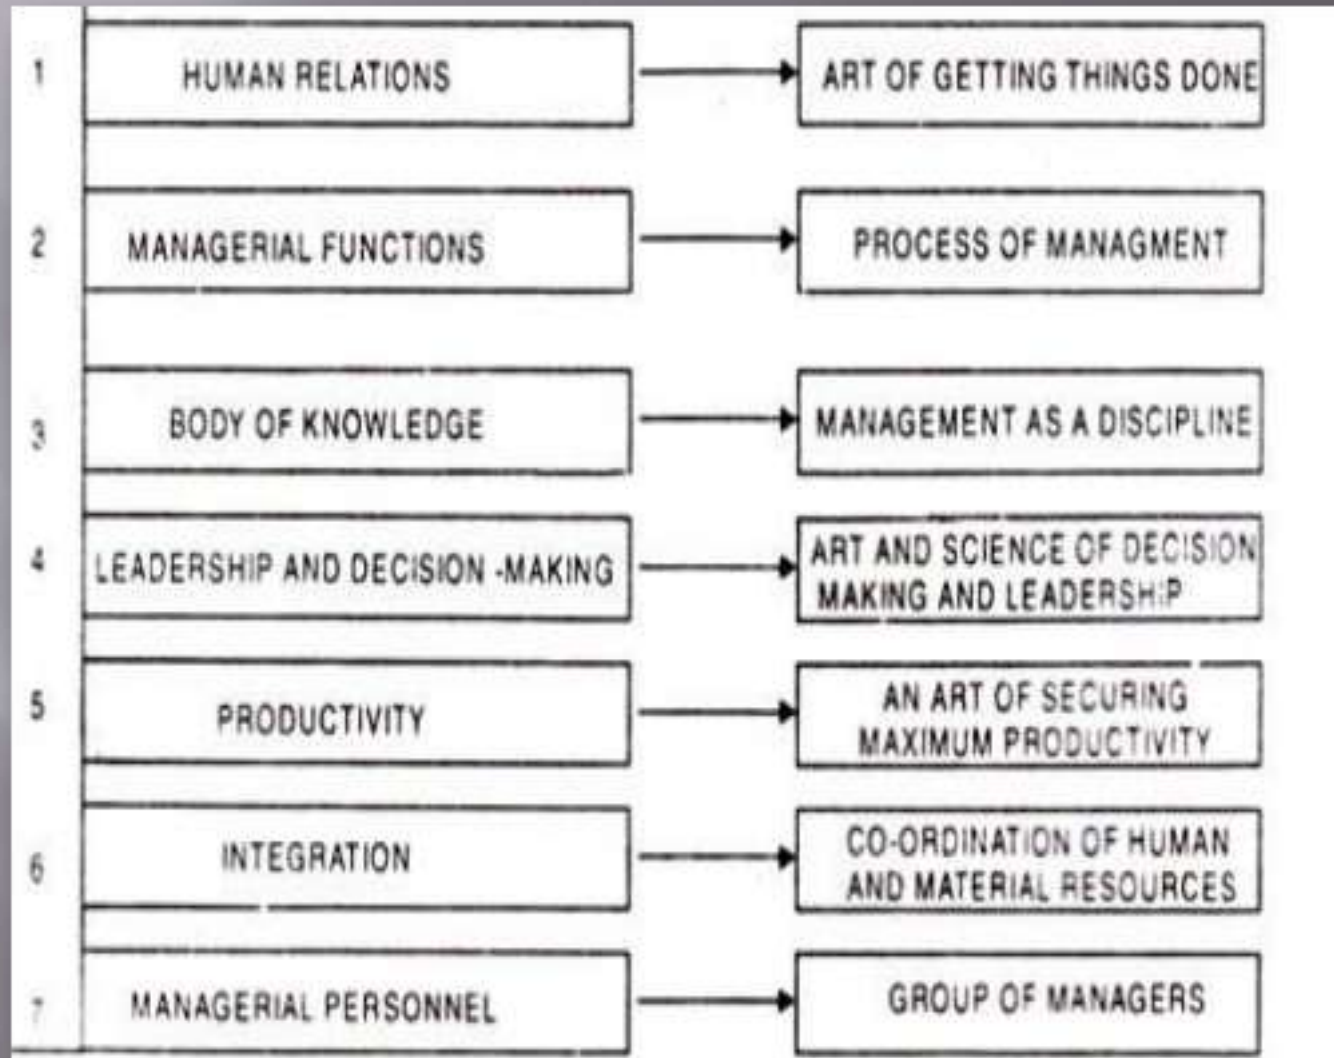 1 HUMAN RELATIONS ART OF GETTING THINGS DONE
2 MANAGERIAL FUNCTIONS PROCESS OF MANAGMENT
3 BODY OF KNOWLEDGE MANAGEMENT AS A DISCIPLINE
4 LEADERSHIP AND DECISION -MAKING ART AND SCIENCE OF DECISION
MAKING AND LEADERSHIP
5 PRODUCTIVITY AN ART OF SECURING
MAXIMUM PRODUCTIVITY
6 INTEGRATION CO-ORDINATION OF HUMAN
AND MATERIAL RESOURCES
7 MANAGERIAL PERSONNEL GROUP OF MANAGERS